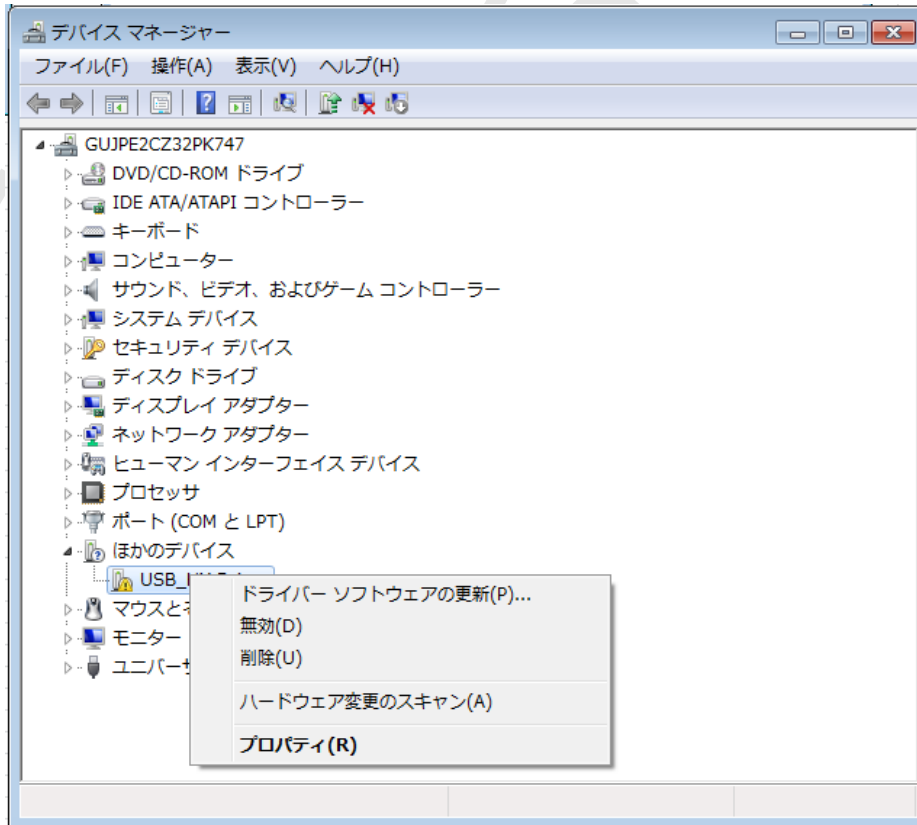 デバイス マネージャー
ファイル(F) 操作(A) 表示(V) ヘルプ(H)
GUJPE2CZ32PK747
DVD/CD-ROM ドライブ
IDE ATA/ATAPI コントローラー
キーボード
コンピューター
サウンド、ビデオ、およびゲーム コントローラー
システム デバイス
セキュリティ デバイス
ディスク ドライブ
ディスプレイ アダプター
ネットワーク アダプター
ヒューマン インターフェイス デバイス
プロセッサ
ポート (COM と LPT)
ほかのデバイス
マウスと
モニター
ユニバー
ドライバー ソフトウェアの更新(P)...
無効(D)
削除(U)
ハードウェア変更のスキャン(A)
プロパティ(R)